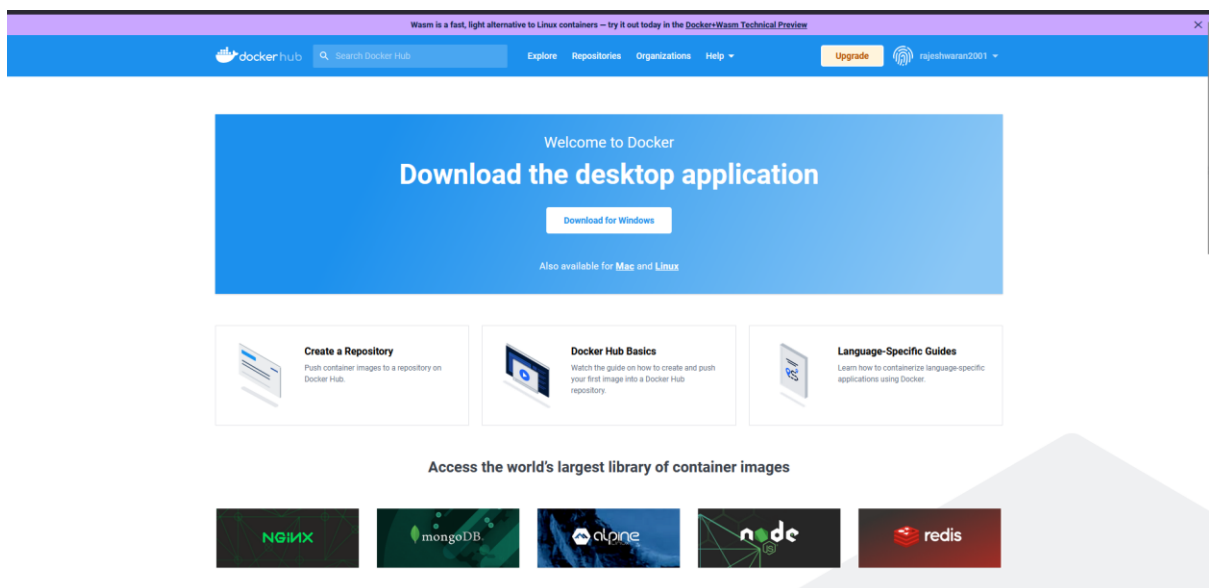 Wasm is a fast, light alternative to Linux containers — try it out today in the Docker+Wasm Technical Preview
dockerhub
Search Docker Hub
Explore Repositories Organizations Help
Upgrade
rajeshwaran2001
Welcome to Docker
Download the desktop application
Download for Windows
Also available for Mac and Linux
Create a Repository
Push container images to a repository on
Docker Hub.
Docker Hub Basics
Watch the guide on how to create and push
your first image into a Docker Hub
repository.
Language-Specific Guides
Learn how to containerize language-specific
applications using Docker.
Access the world's largest library of container images
NGINX
mongoDB.
alpine
node
JS
redis